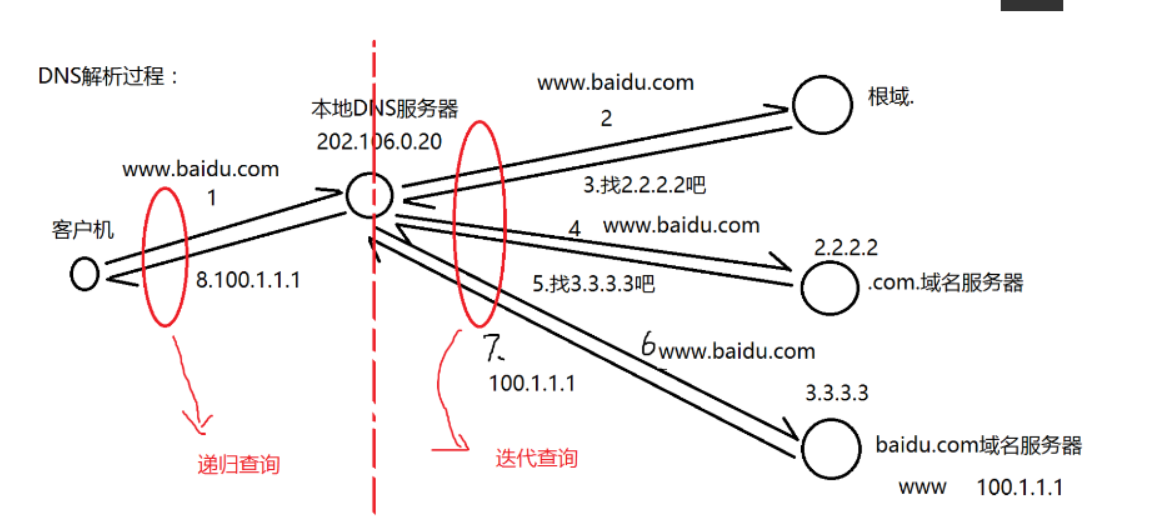 DNS解析过程：
本地DNS服务器
202.106.0.20
www.baidu.com
1
客户机
8.100.1.1.1
www.baidu.com
2
根域.
3.找2.2.2.2吧
4 www.baidu.com
5.找3.3.3.3吧
2.2.2.2
.com.域名服务器
6www.baidu.com
7、
100.1.1.1
3.3.3.3
baidu.com域名服务器
www 100.1.1.1
递归查询
迭代查询